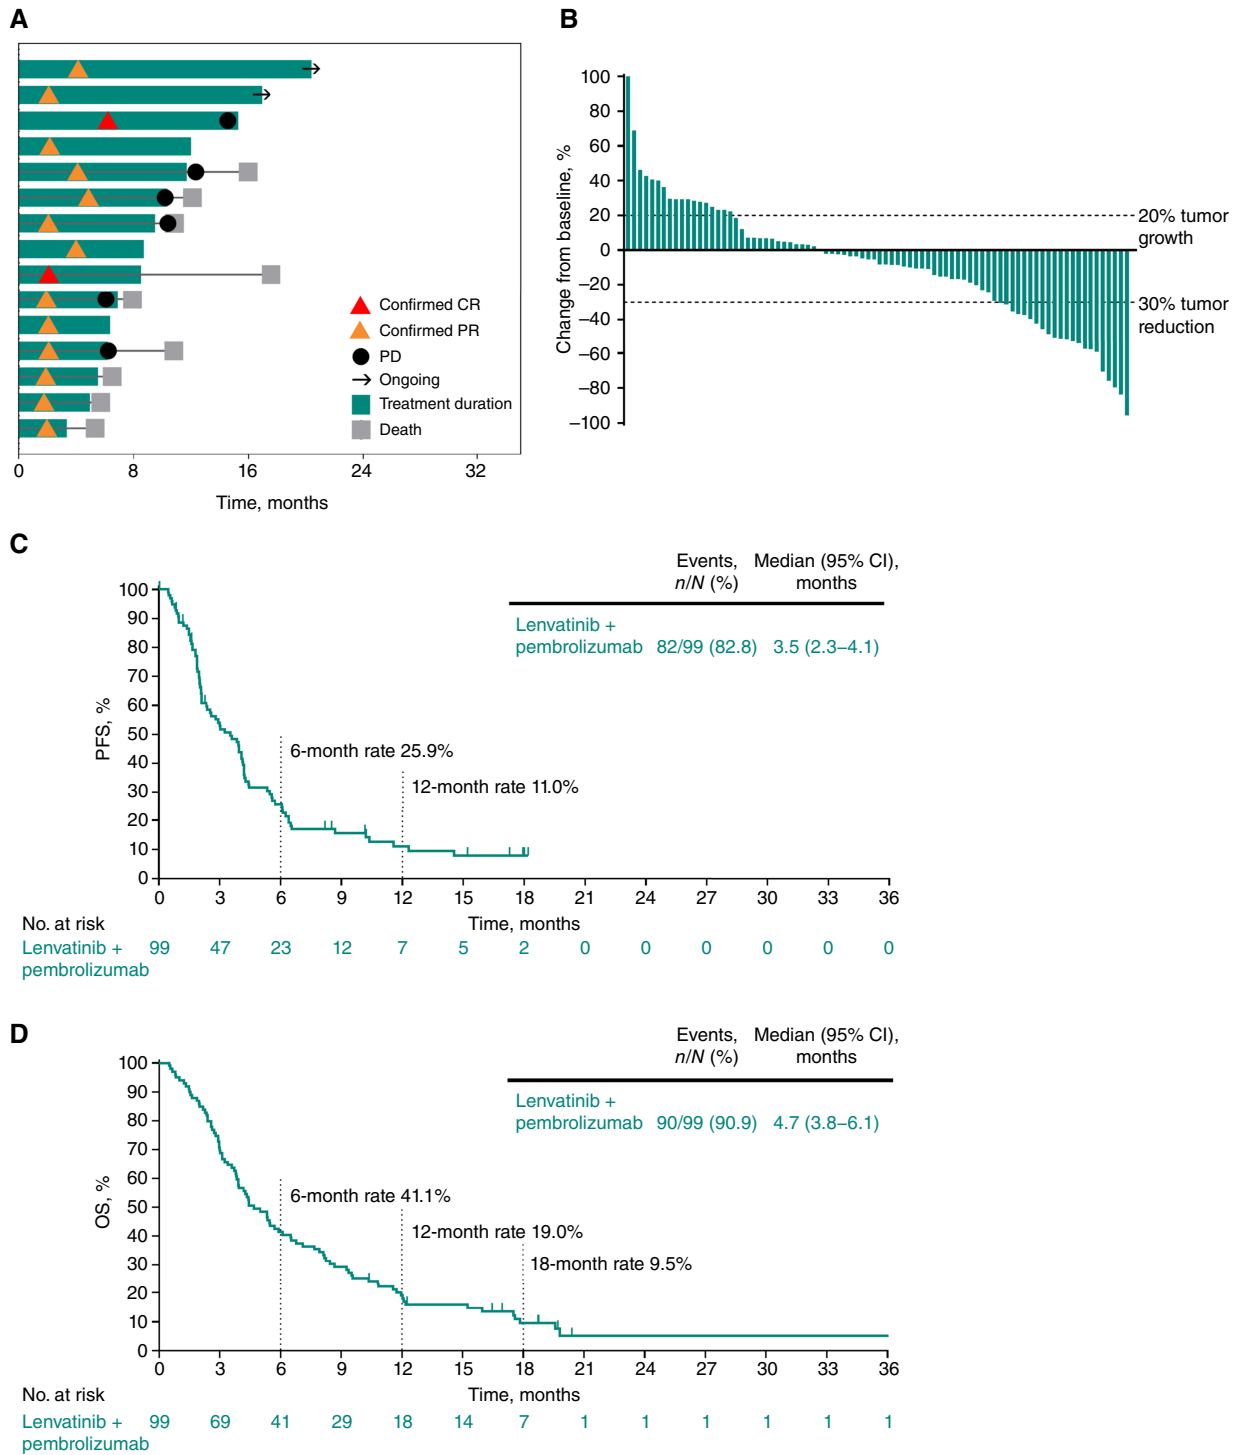 A
Confirmed CR
Confirmed PR
PD
Ongoing
Treatment duration
Death
0 8 16 24 32
Time, months
B
Change from baseline, %
100
80
60
40
20
0
–20
–40
–60
–80
–100
20% tumor
growth
30% tumor
reduction
C
Events, Median (95% CI),
n/N (%) months
Lenvatinib +
pembrolizumab 82/99 (82.8) 3.5 (2.3–4.1)
PFS, %
100
90
80
70
60
50
40
30
20
10
0
6-month rate 25.9%
12-month rate 11.0%
0 3 6 9 12 15 18 21 24 27 30 33 36
No. at risk Time, months
Lenvatinib + 99 47 23 12 7 5 2 0 0 0 0 0 0
pembrolizumab
D
Events, Median (95% CI),
n/N (%) months
Lenvatinib +
pembrolizumab 90/99 (90.9) 4.7 (3.8–6.1)
OS, %
100
90
80
70
60
50
40
30
20
10
0
6-month rate 41.1%
12-month rate 19.0%
18-month rate 9.5%
0 3 6 9 12 15 18 21 24 27 30 33 36
No. at risk Time, months
Lenvatinib + 99 69 41 29 18 14 7 1 1 1 1 1 1
pembrolizumab